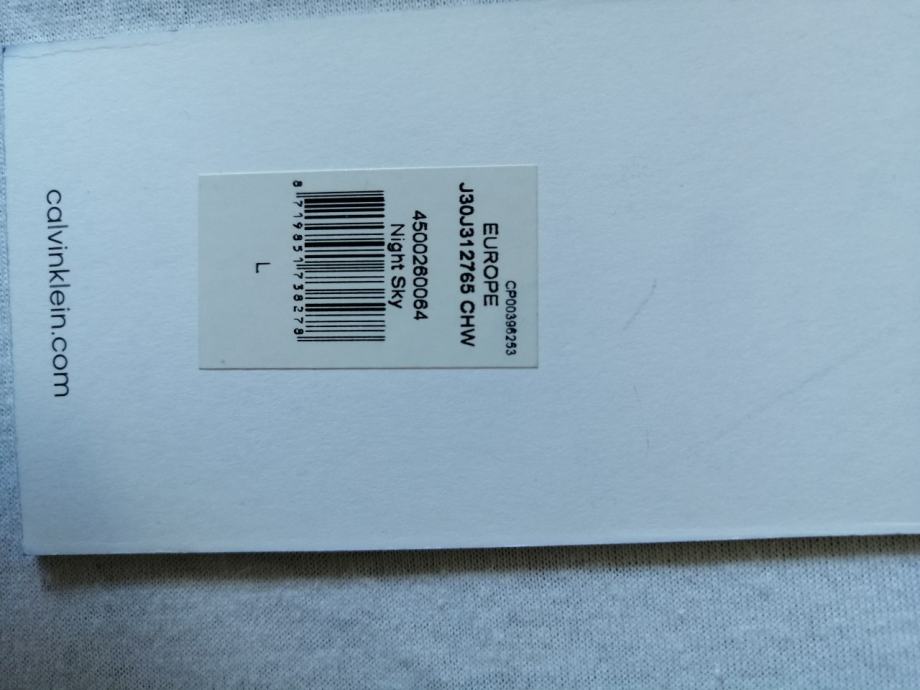 CP00396253
EUROPE
J30J312765 CHW
4500260064
Night Sky
8 719851 738278
L
calvinklein.com